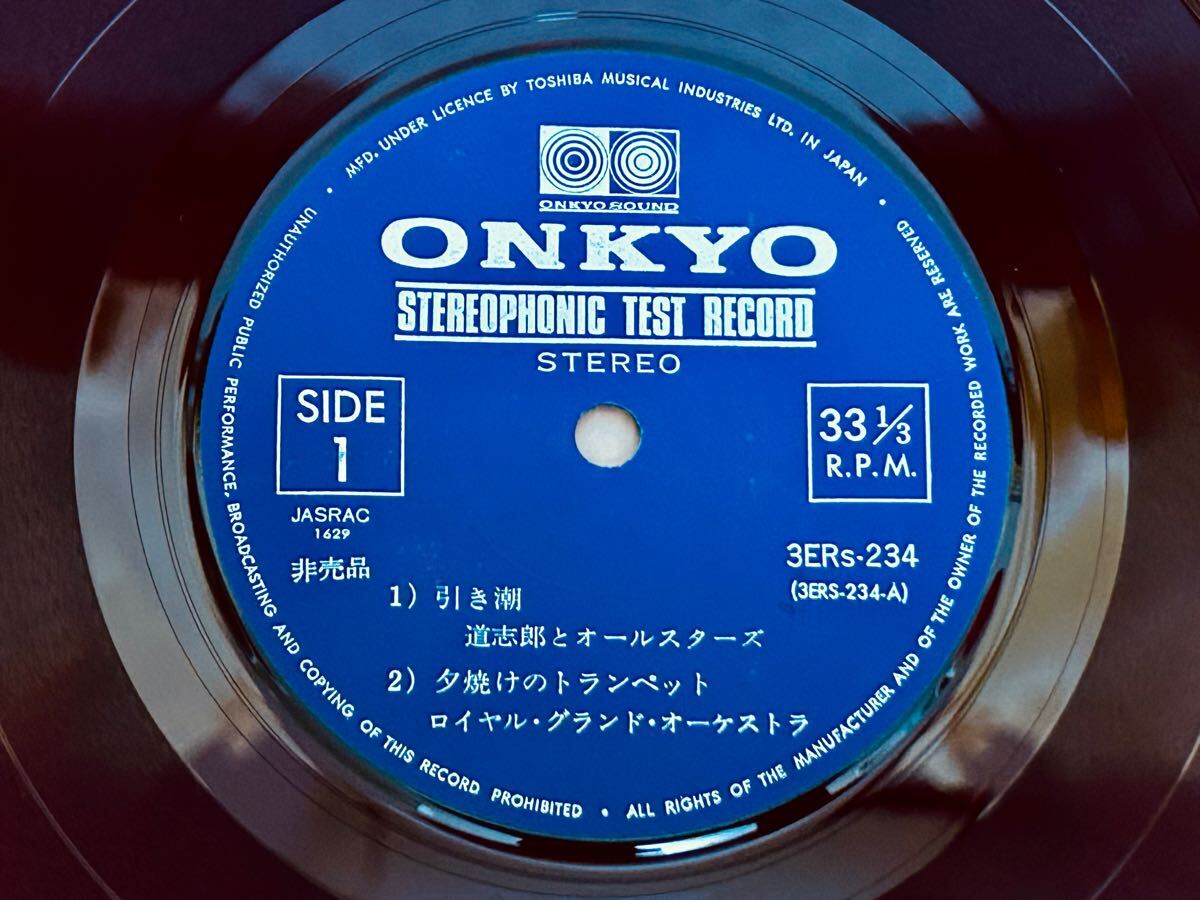 MFD. UNDER LICENCE BY TOSHIBA MUSICAL INDUSTRIES LTD. IN JAPAN •
ONKYO SOUND
ONKYO
STEREOPHONIC TEST RECORD
STEREO
SIDE
1
33 1/3
R.P.M.
JASRAC
1629
非売品
3ERs-234
(3ERS-234-A)
1) 引き潮
道志郎とオールスターズ
2) 夕焼けのトランペット
ロイヤル・グランド・オーケストラ
ALL RIGHTS OF THE MANUFACTURER AND OF THE OWNER OF THE RECORDED WORK ARE RESERVED
UNAUTHORIZED PUBLIC PERFORMANCE, BROADCASTING AND COPYING OF THIS RECORD PROHIBITED •